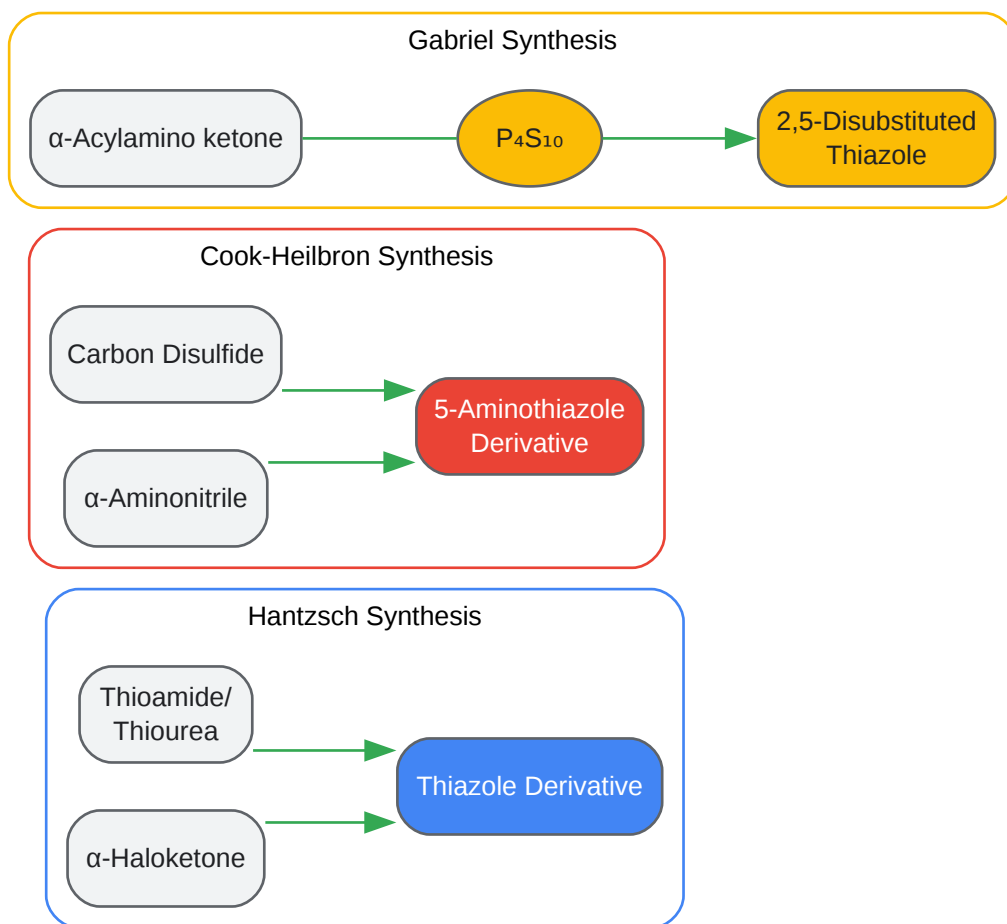 Gabriel Synthesis
α-Acylamino ketone
P₄S₁₀
2,5-Disubstituted
Thiazole
Cook-Heilbron Synthesis
Carbon Disulfide
5-Aminothiazole
Derivative
α-Aminonitrile
Hantzsch Synthesis
Thioamide/
Thiourea
Thiazole Derivative
α-Haloketone